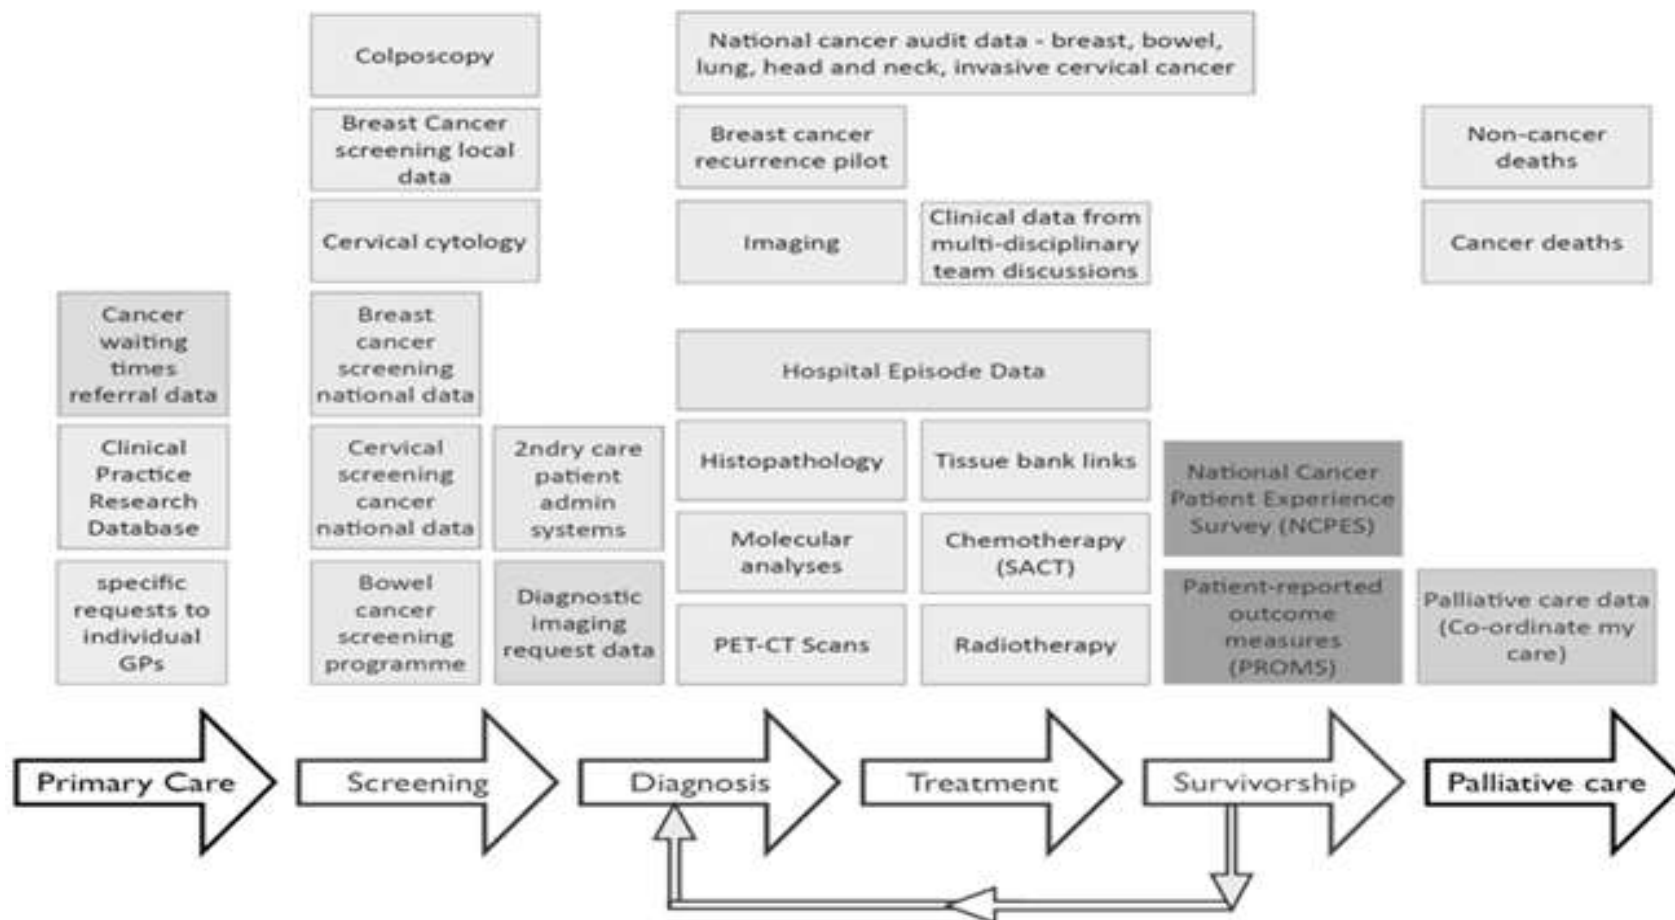 Colposcopy
National cancer audit data - breast, bowel,
lung, head and neck, invasive cervical cancer
Breast Cancer
screening local
data
Breast cancer
recurrence pilot
Non-cancer
deaths
Cervical cytology
Imaging
Clinical data from
multi-disciplinary
team discussions
Cancer deaths
Cancer
waiting
times
referral data
Breast
cancer
screening
national data
Hospital Episode Data
Clinical
Practice
Research
Database
Cervical
screening
cancer
national data
2ndry care
patient
admin
systems
Histopathology
Tissue bank links
National Cancer
Patient Experience
Survey (NCPES)
Molecular
analyses
Chemotherapy
(SACT)
specific
requests to
individual
GPs
Bowel
cancer
screening
programme
Diagnostic
imaging
request data
PET-CT Scans
Radiotherapy
Patient-reported
outcome
measures
(PROMS)
Palliative care data
(Co-ordinate my
care)
Primary Care
Screening
Diagnosis
Treatment
Survivorship
Palliative care